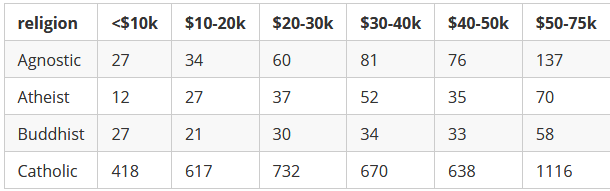 religion <$10k $10-20k $20-30k $30-40k $40-50k $50-75k
Agnostic 27 34 60 81 76 137
Atheist 12 27 37 52 35 70
Buddhist 27 21 30 34 33 58
Catholic 418 617 732 670 638 1116